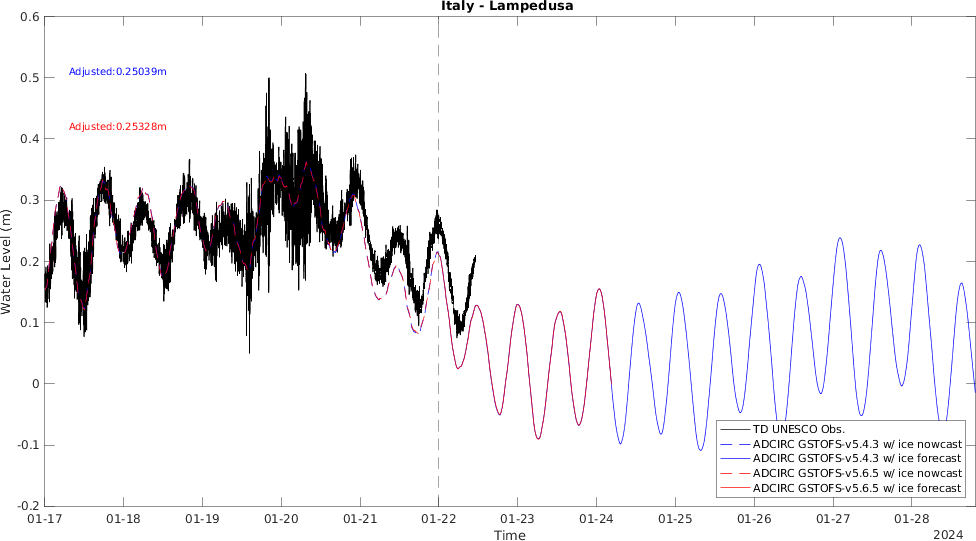 Italy - Lampedusa
0.6
0.5
0.4
0.3
0.2
0.1
0
-0.1
-0.2
Water Level (m)
Adjusted:0.25039m
Adjusted:0.25328m
TD UNESCO Obs.
ADCIRC GSTOFS-v5.4.3 w/ ice nowcast
ADCIRC GSTOFS-v5.4.3 w/ ice forecast
ADCIRC GSTOFS-v5.6.5 w/ ice nowcast
ADCIRC GSTOFS-v5.6.5 w/ ice forecast
01-17 01-18 01-19 01-20 01-21 01-22 01-23 01-24 01-25 01-26 01-27 01-28
Time
2024